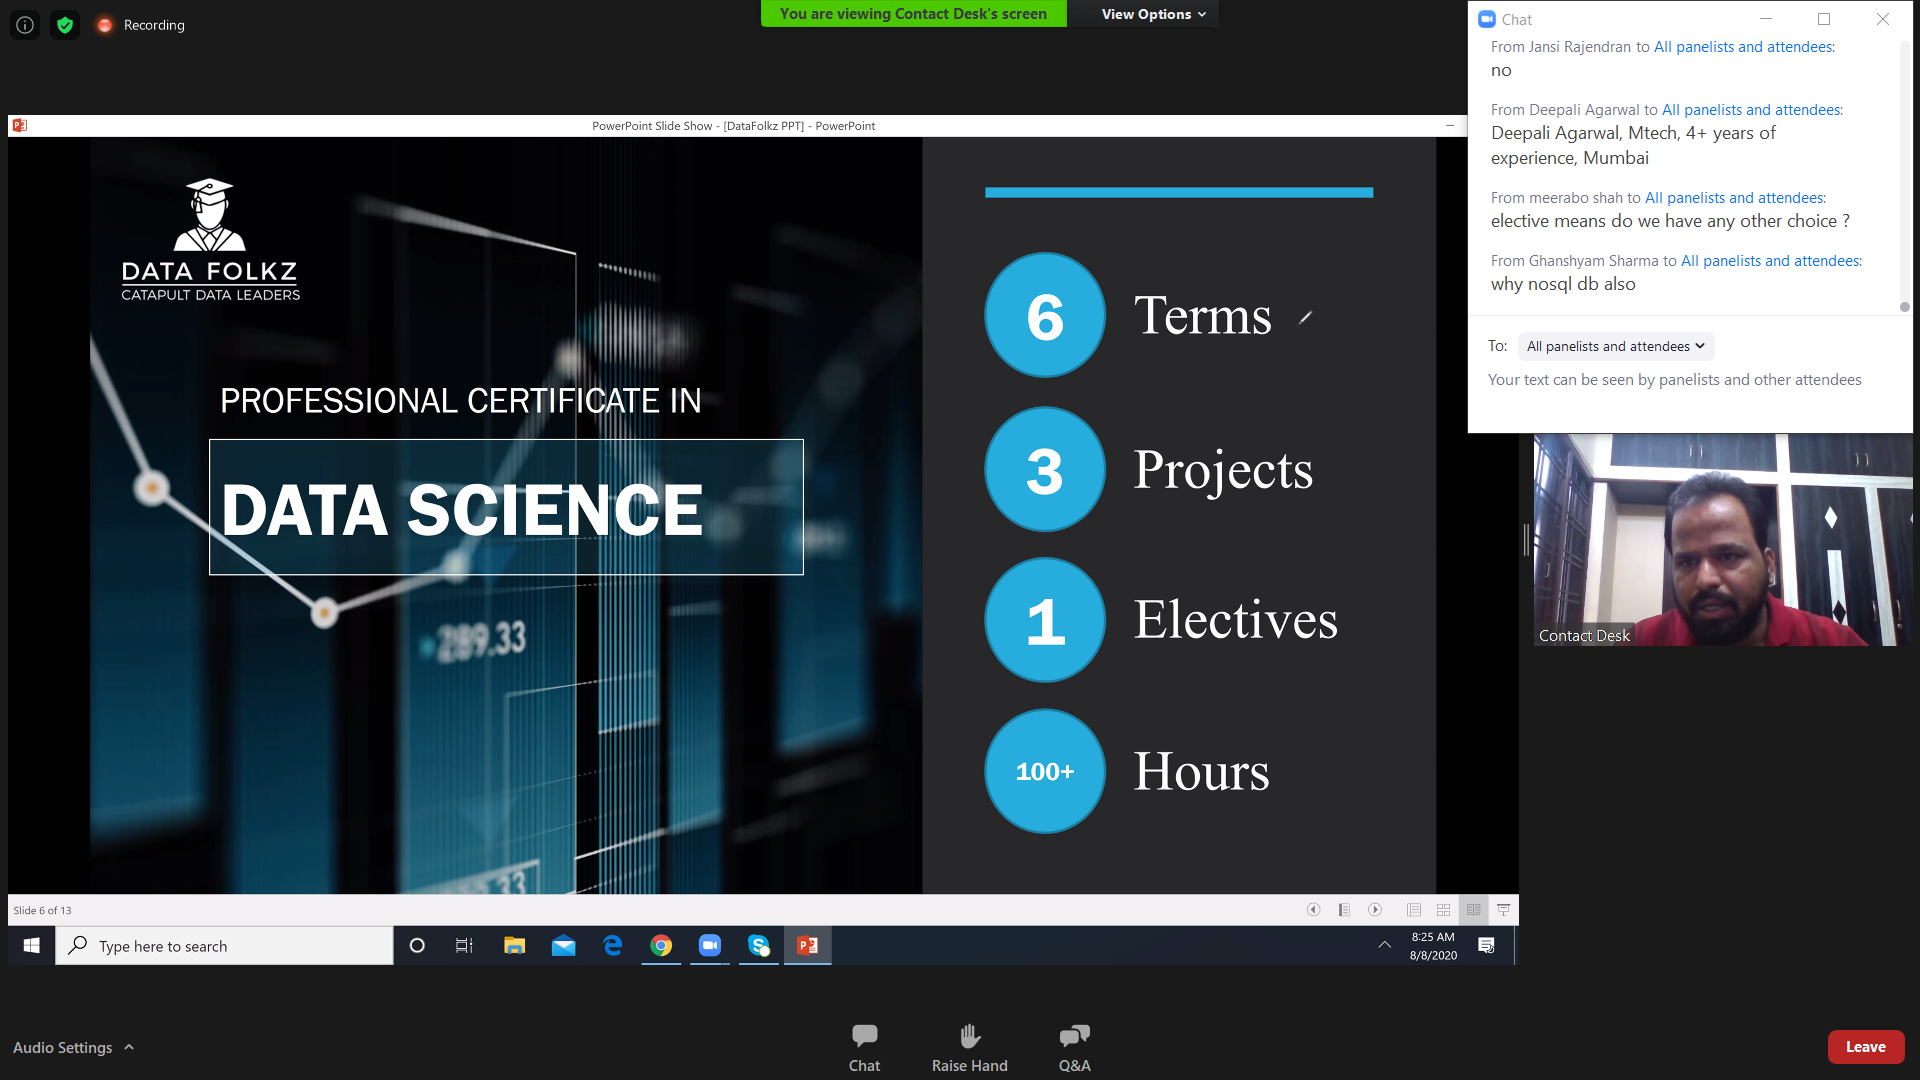 Recording
You are viewing Contact Desk's screen
View Options
Chat
From Jansi Rajendran to All panelists and attendees:
no
From Deepali Agarwal to All panelists and attendees:
Deepali Agarwal, Mtech, 4+ years of
experience, Mumbai
From meerabo shah to All panelists and attendees:
elective means do we have any other choice ?
From Ghanshyam Sharma to All panelists and attendees:
why nosql db also
To: All panelists and attendees
Your text can be seen by panelists and other attendees
PowerPoint Slide Show - [DataFolkz PPT] - PowerPoint
DATA FOLKZ
CATAPULT DATA LEADERS
PROFESSIONAL CERTIFICATE IN
DATA SCIENCE
289.33
6 Terms
3 Projects
1 Electives
100+ Hours
Contact Desk
Slide 6 of 13
Type here to search
8:25 AM
8/8/2020
Audio Settings
Chat
Raise Hand
Q&A
Leave